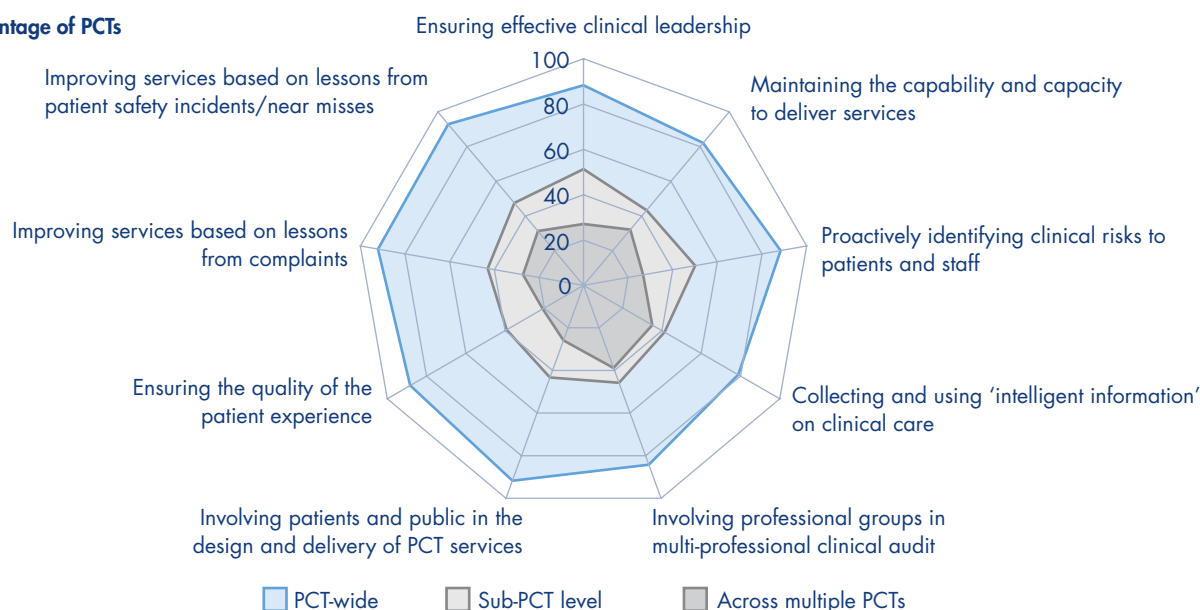 of PCTs
Ensuring effective clinical leadership
Improving services based on lessons from
patient safety incidents/near misses
Maintaining the capability and capacity
to deliver services
100
80
60
40
20
0
Improving services based on lessons
from complaints
Proactively identifying clinical risks to
patients and staff
Ensuring the quality of the
patient experience
Collecting and using ‘intelligent information’
on clinical care
Involving patients and public in the
design and delivery of PCT services
Involving professional groups in
multi-professional clinical audit
PCT-wide
Sub-PCT level
Across multiple PCTs